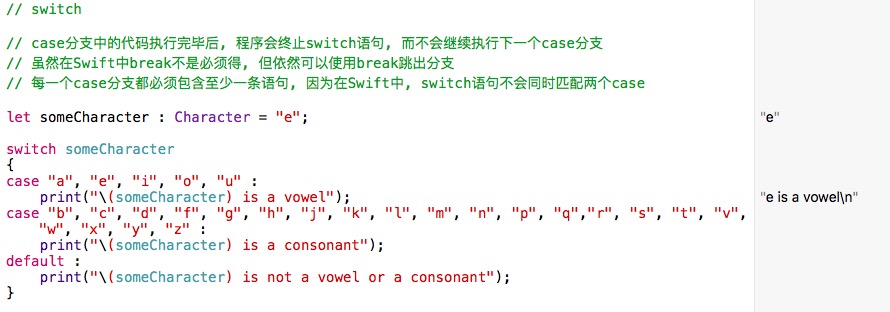 // switch
// case分支中的代码执行完毕后, 程序会终止switch语句, 而不会继续执行下一个case分支
// 虽然在Swift中break不是必须得, 但依然可以使用break跳出分支
// 每一个case分支都必须包含至少一条语句, 因为在Swift中, switch语句不会同时匹配两个case
let someCharacter : Character = "e"; "e"
switch someCharacter
{
case "a", "e", "i", "o", "u" :
print("\(someCharacter) is a vowel"); "e is a vowel\n"
case "b", "c", "d", "f", "g", "h", "j", "k", "l", "m", "n", "p", "q","r", "s", "t", "v",
"w", "x", "y", "z" :
print("\(someCharacter) is a consonant");
default :
print("\(someCharacter) is not a vowel or a consonant");
}